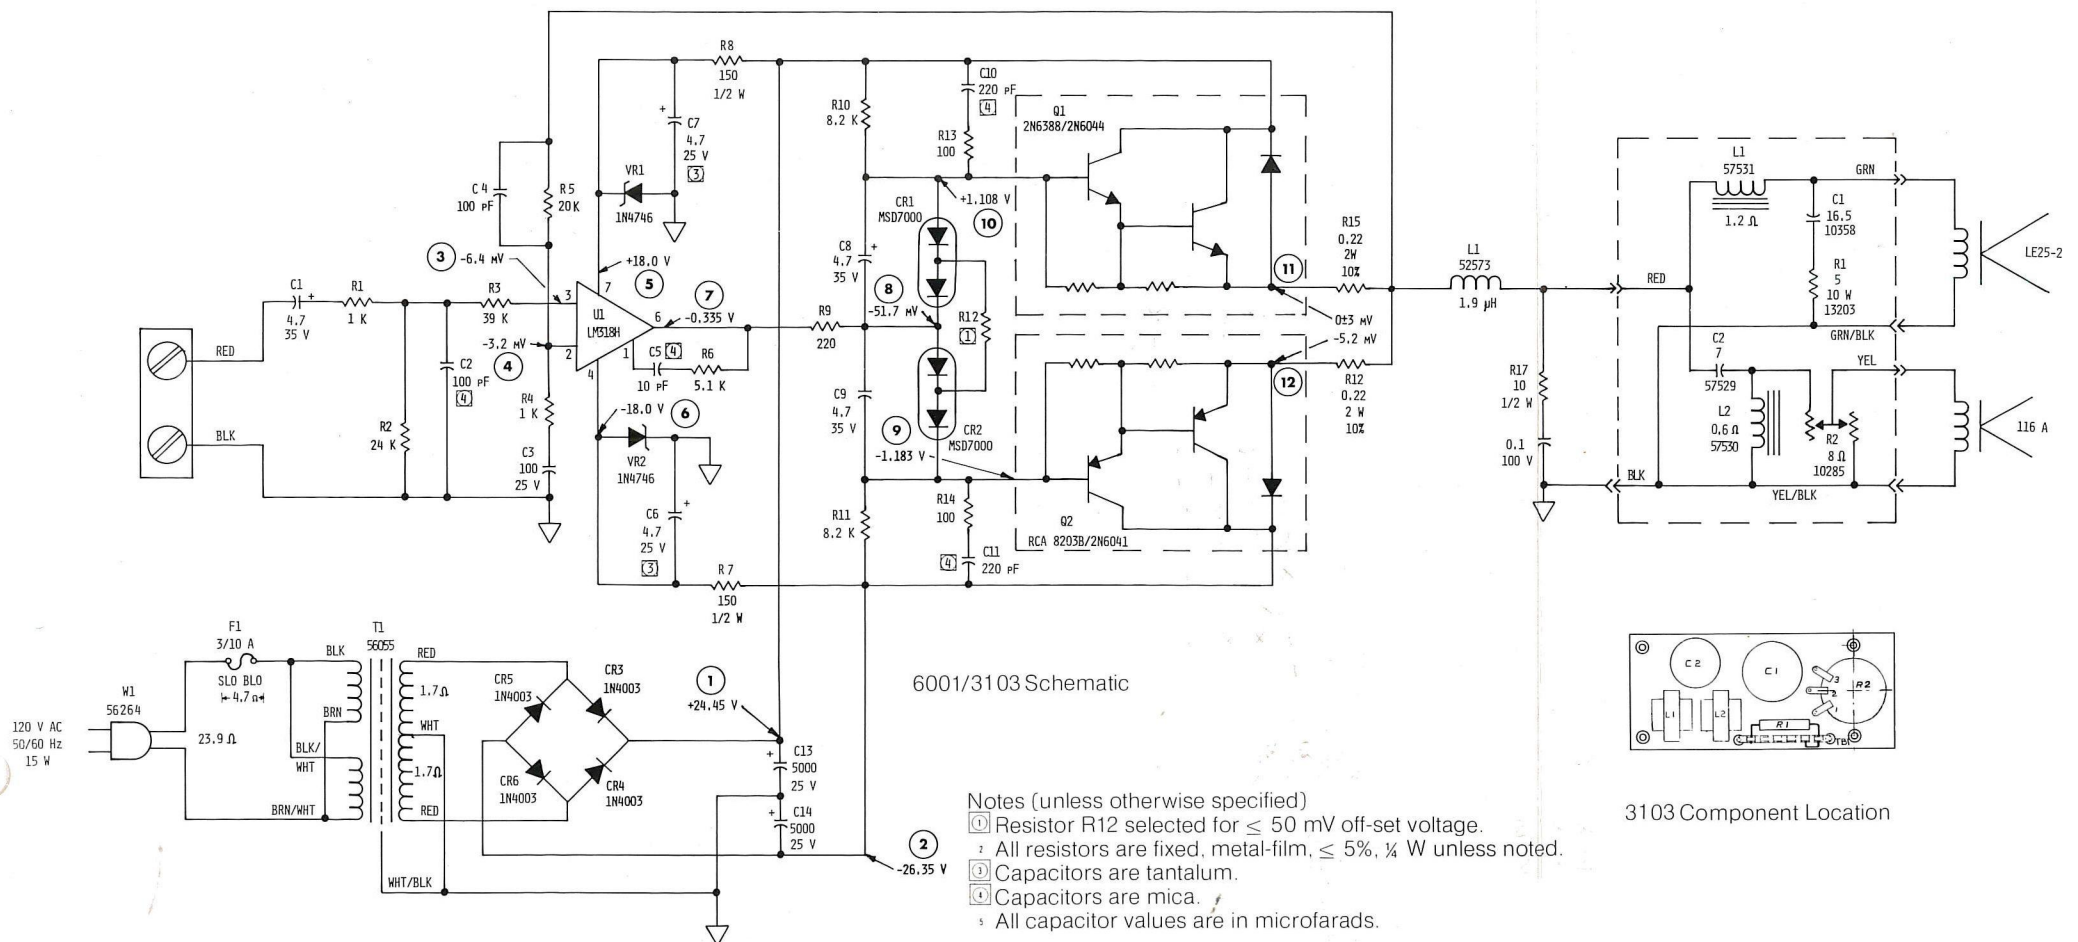 R8
150
1/2 W
C10
220 pF
4
R10
8.2 K
C7
4.7
25 V
3
+
R13
100
Q1
2N6388/2N6044
VR1
1N4746
C4
100 pF
R5
20K
+1.108 V
10
CR1
MSD7000
3
-6.4 mV
+18.0 V
5
C8
4.7
35 V
+
11
R15
0.22
2W
10%
L1
52573
1.9 µH
C1
4.7
35 V
+
R1
1 K
R3
39 K
3
7
U1
LM318H
6
2
1
4
7
-0.335 V
R9
220
8
-51.7 mV
R12
1
0±3 mV
-5.2 mV
RED
-3.2 mV
4
C5
4
10 pF
R6
5.1 K
C2
100 pF
4
R4
1 K
-18.0 V
6
C9
4.7
35 V
12
R12
0.22
2 W
10%
R17
10
1/2 W
BLK
R2
24 K
C3
100
25 V
VR2
1N4746
9
-1.183 V
CR2
MSD7000
0.1
100 V
C6
4.7
25 V
3
+
R11
8.2 K
R14
100
4
C11
220 pF
Q2
RCA 8203B/2N6041
R7
150
1/2 W
L1
57531
1.2 Ω
GRN
C1
16.5
10358
R1
5
10 W
13203
LE25-2
RED
GRN/BLK
C2
7
57529
YEL
L2
0.6 Ω
57530
R2
8 Ω
10285
116 A
BLK
YEL/BLK
F1
3/10 A
SLO BLO
4.7Ω
T1
56055
BLK
RED
BRN
BLK/
WHT
BRN/WHT
W1
56264
120 V AC
50/60 Hz
15 W
23.9 Ω
1.7Ω
WHT
1.7Ω
RED
WHT/BLK
CR5
1N4003
CR3
1N4003
CR6
1N4003
CR4
1N4003
1
+24.45 V
C13
5000
25 V
+
C14
5000
25 V
+
2
-26.35 V
6001/3103 Schematic
C2
C1
3
2
1
R2
L1
L2
R1
TB1
3103 Component Location
Notes (unless otherwise specified)
1 Resistor R12 selected for ≤ 50 mV off-set voltage.
2 All resistors are fixed, metal-film, ≤ 5%, ¼ W unless noted.
3 Capacitors are tantalum.
4 Capacitors are mica.
5 All capacitor values are in microfarads.